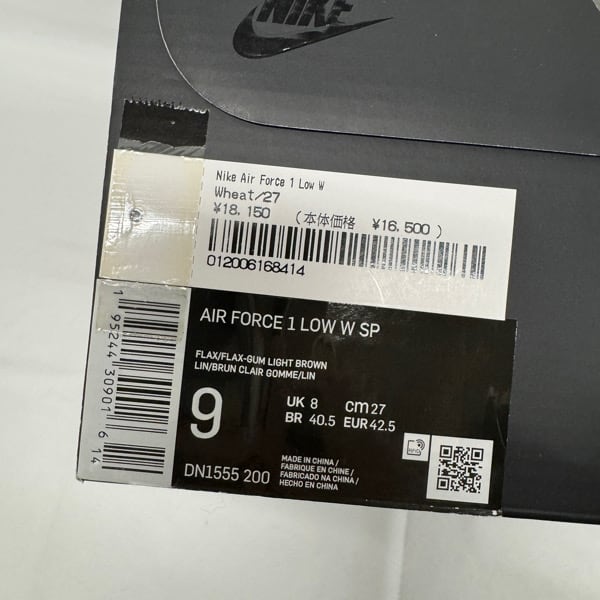 NIKE
Nike Air Force 1 Low W
Wheat/27
¥18.150 (本体価格 ¥16.500 )
012006168414
1 95244 30901 6 14
AIR FORCE 1 LOW W SP
FLAX/FLAX-GUM LIGHT BROWN
LIN/BRUN CLAIR GOMME/LIN
9
UK 8 cm 27
BR 40.5 EUR 42.5
DN1555 200
MADE IN CHINA /
FABRIQUE EN CHINE /
FABRICADO NA CHINA /
HECHO EN CHINA